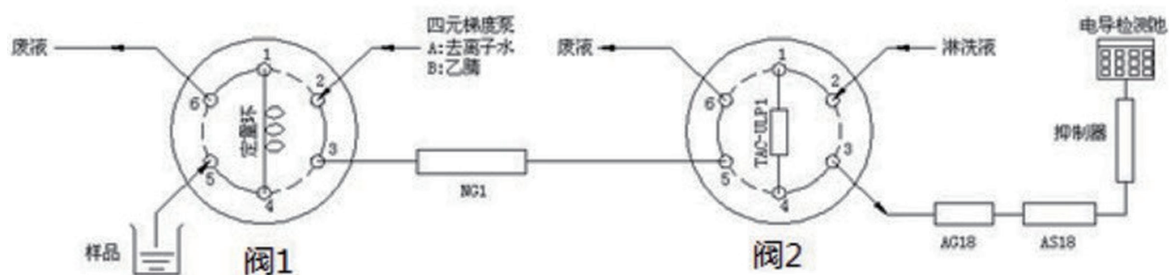 四元梯度泵
A:去离子水
B:乙腈
废液
1
2
3
4
5
6
定量环
样品
阀1
NG1
废液
淋洗液
1
2
3
4
5
6
TAC-ULP1
阀2
AG18
AS18
抑制器
电导检测池